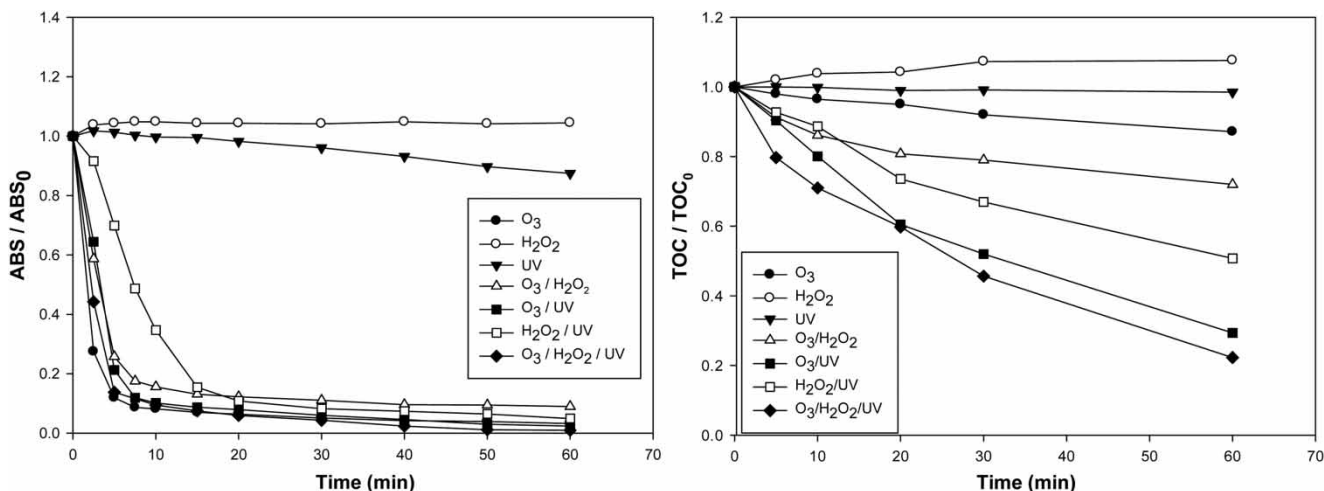 ABS / ABS0
1.4
1.2
1.0
0.8
0.6
0.4
0.2
0.0
O3
H2O2
UV
O3 / H2O2
O3 / UV
H2O2 / UV
O3 / H2O2 / UV
0 10 20 30 40 50 60 70
Time (min)
TOC / TOC0
1.2
1.0
0.8
0.6
0.4
0.2
0.0
O3
H2O2
UV
O3/H2O2
O3/UV
H2O2/UV
O3/H2O2/UV
0 10 20 30 40 50 60 70
Time (min)